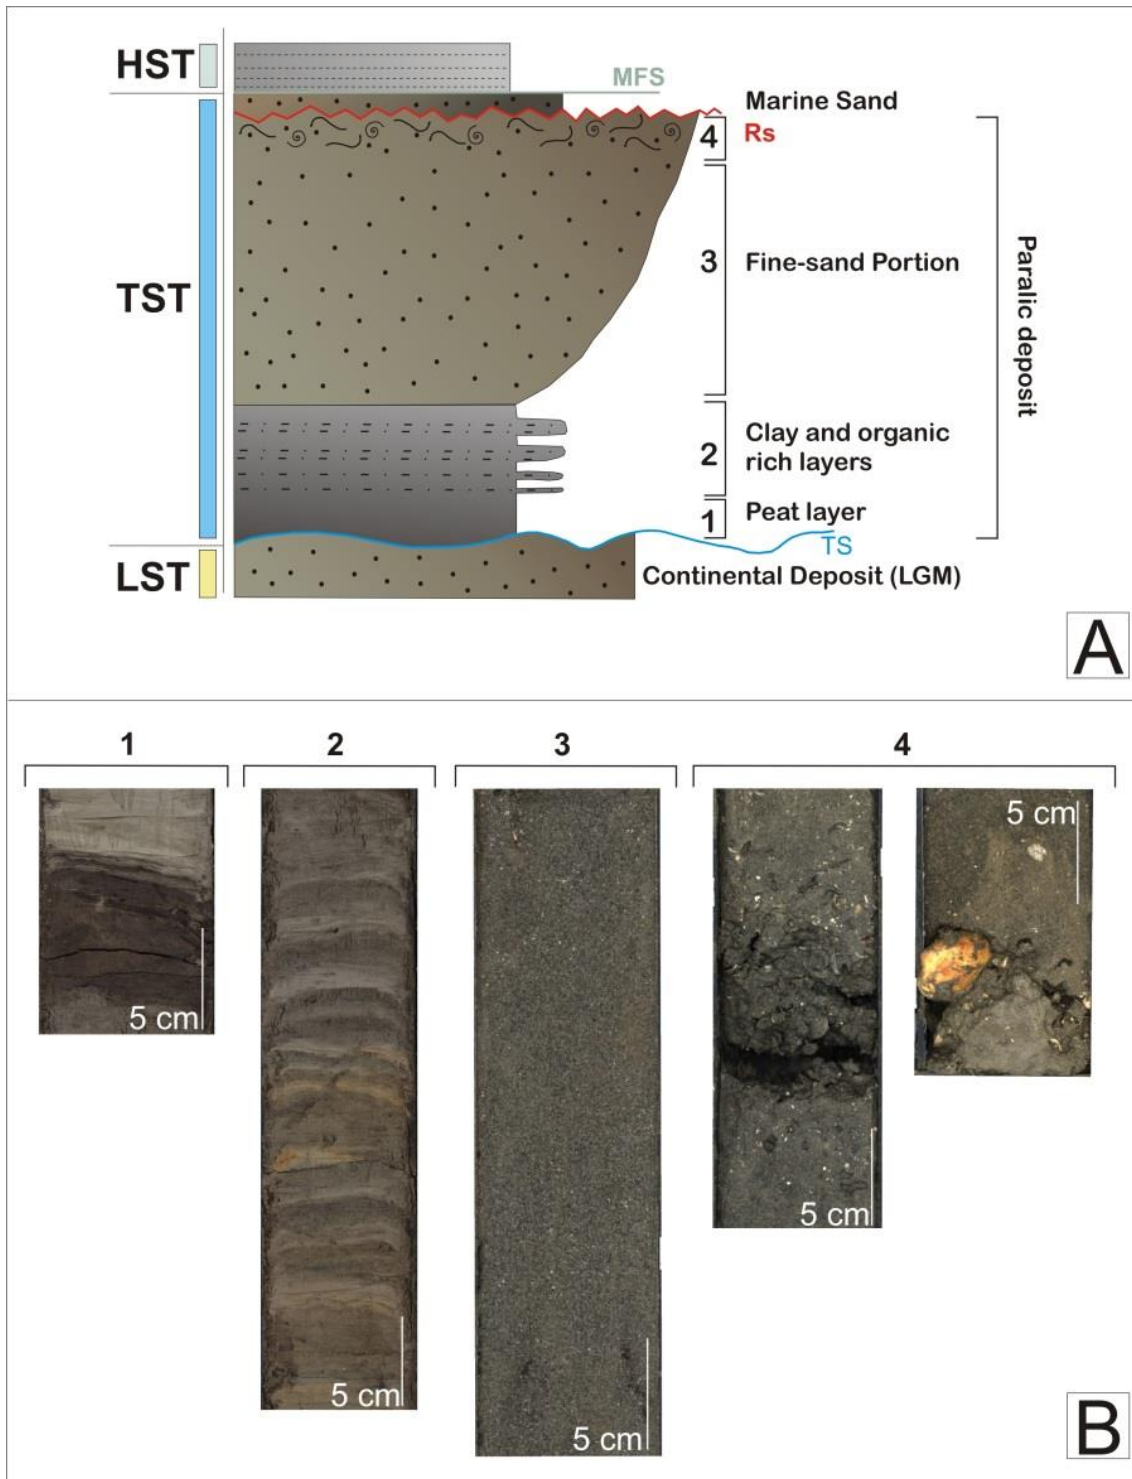 HST
MFS
Marine Sand
4
Rs
TST
3
Fine-sand Portion
Paralic deposit
2
Clay and organic
rich layers
1
Peat layer
TS
LST
Continental Deposit (LGM)
A
1
2
3
4
5 cm
5 cm
5 cm
5 cm
5 cm
B